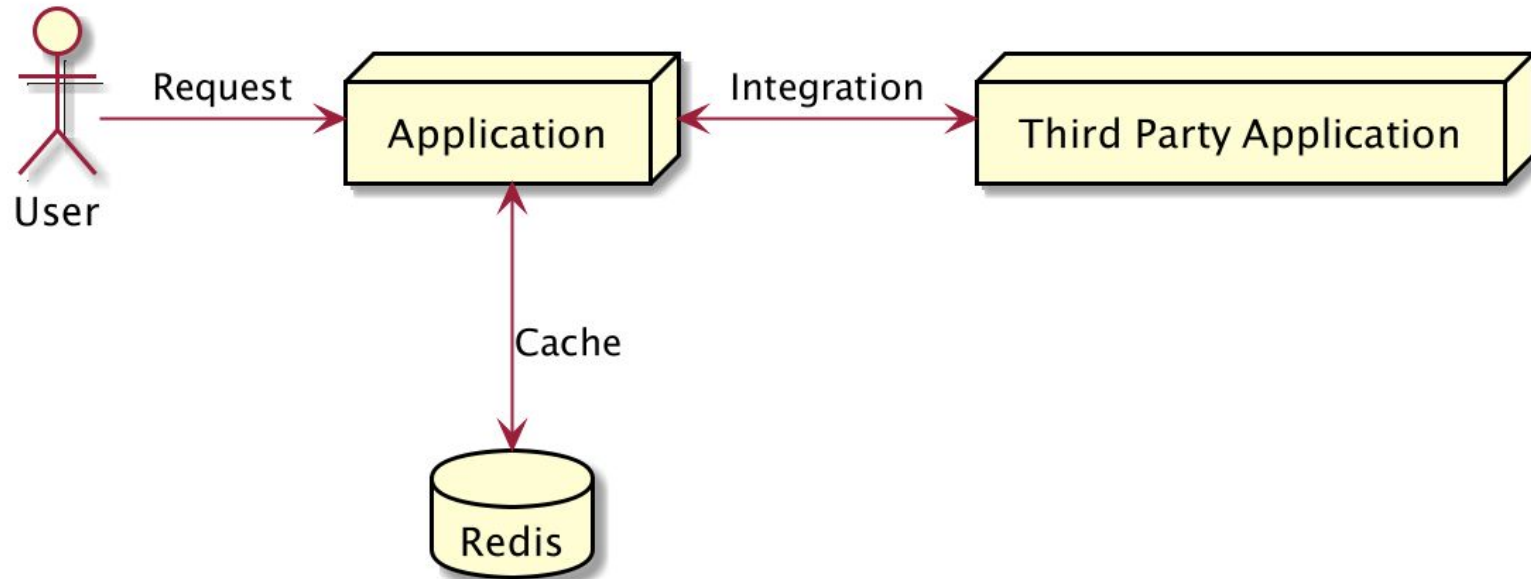 Request
Integration
Application
Third Party Application
User
Cache
Redis